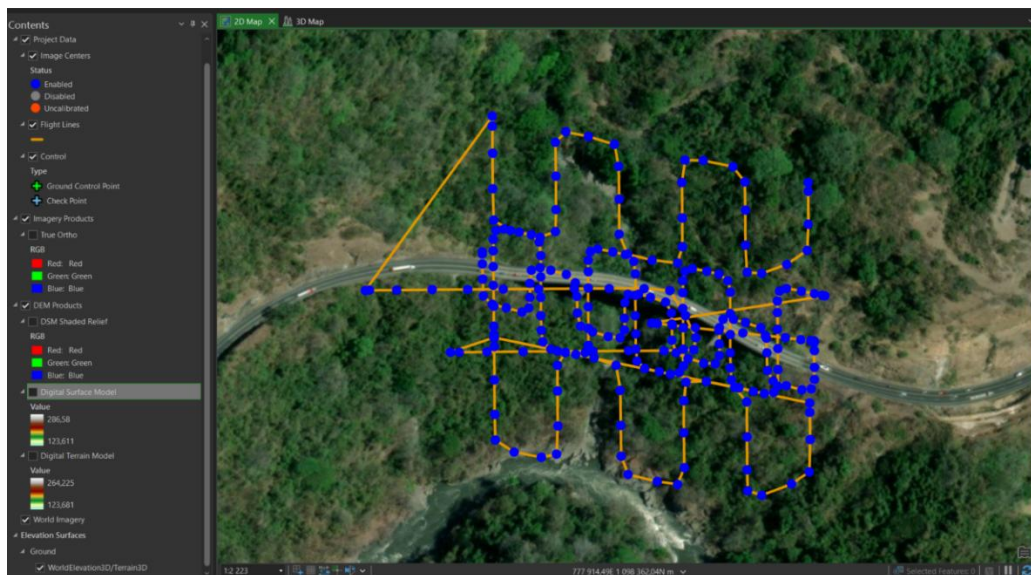 Contents
2D Map
3D Map
Project Data
Image Centers
Status
Enabled
Disabled
Uncalibrated
Flight Lines
Control
Type
Ground Control Point
Check Point
Imagery Products
True Ortho
RGB
Red: Red
Green: Green
Blue: Blue
DEM Products
DSM Shaded Relief
RGB
Red: Red
Green: Green
Blue: Blue
Digital Surface Model
Value
286,58
123,611
Digital Terrain Model
Value
264,225
123,681
World Imagery
Elevation Surfaces
Ground
WorldElevation3D/Terrain3D
1:2 223
777 914,49E 1 098 362,04N m
Selected Features: 0